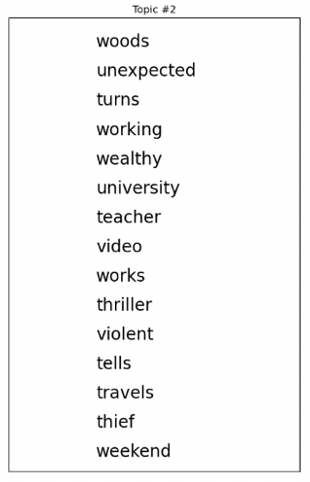 Topic #2
woods
unexpected
turns
working
wealthy
university
teacher
video
works
thriller
violent
tells
travels
thief
weekend